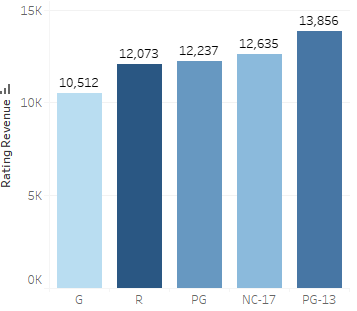 15K
13,856
12,635
12,237
12,073
10,512
10K
Rating Revenue
5K
0K
G R PG NC-17 PG-13